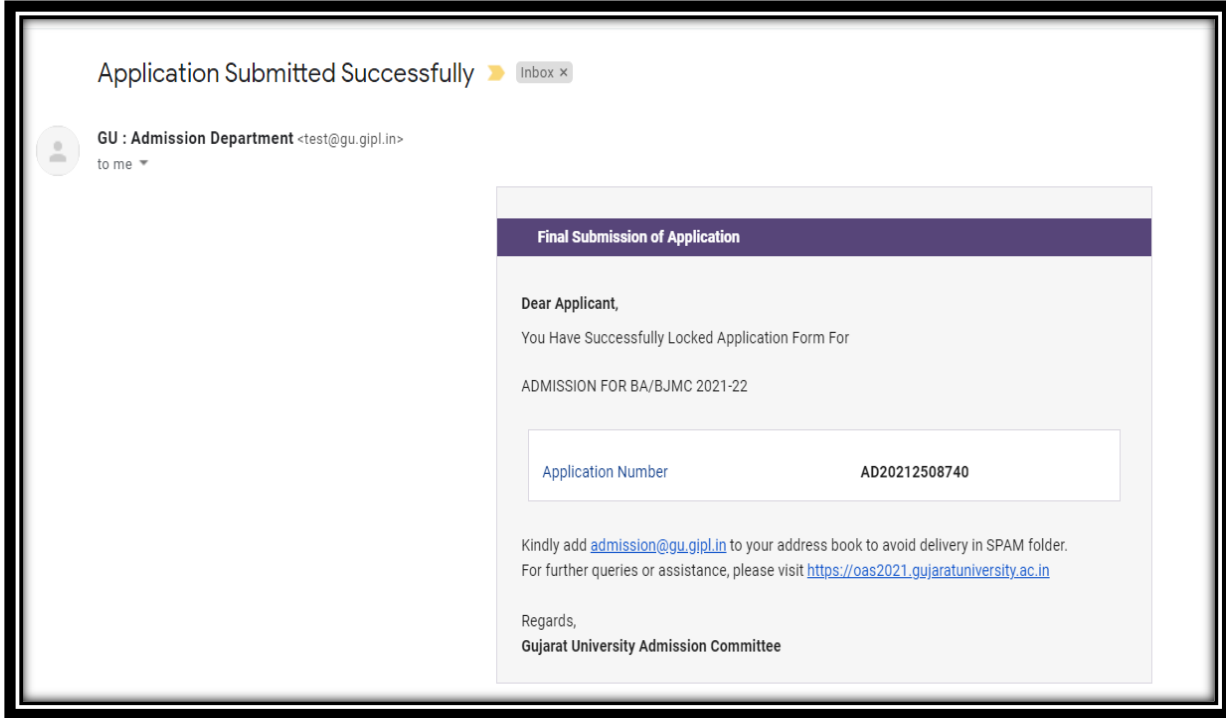 Application Submitted Successfully Inbox ×
GU : Admission Department <test@gu.gipl.in>
to me
Final Submission of Application
Dear Applicant,
You Have Successfully Locked Application Form For
ADMISSION FOR BA/BJMC 2021-22
Application Number AD20212508740
Kindly add admission@gu.gipl.in to your address book to avoid delivery in SPAM folder.
For further queries or assistance, please visit https://oas2021.gujaratuniversity.ac.in
Regards,
Gujarat University Admission Committee